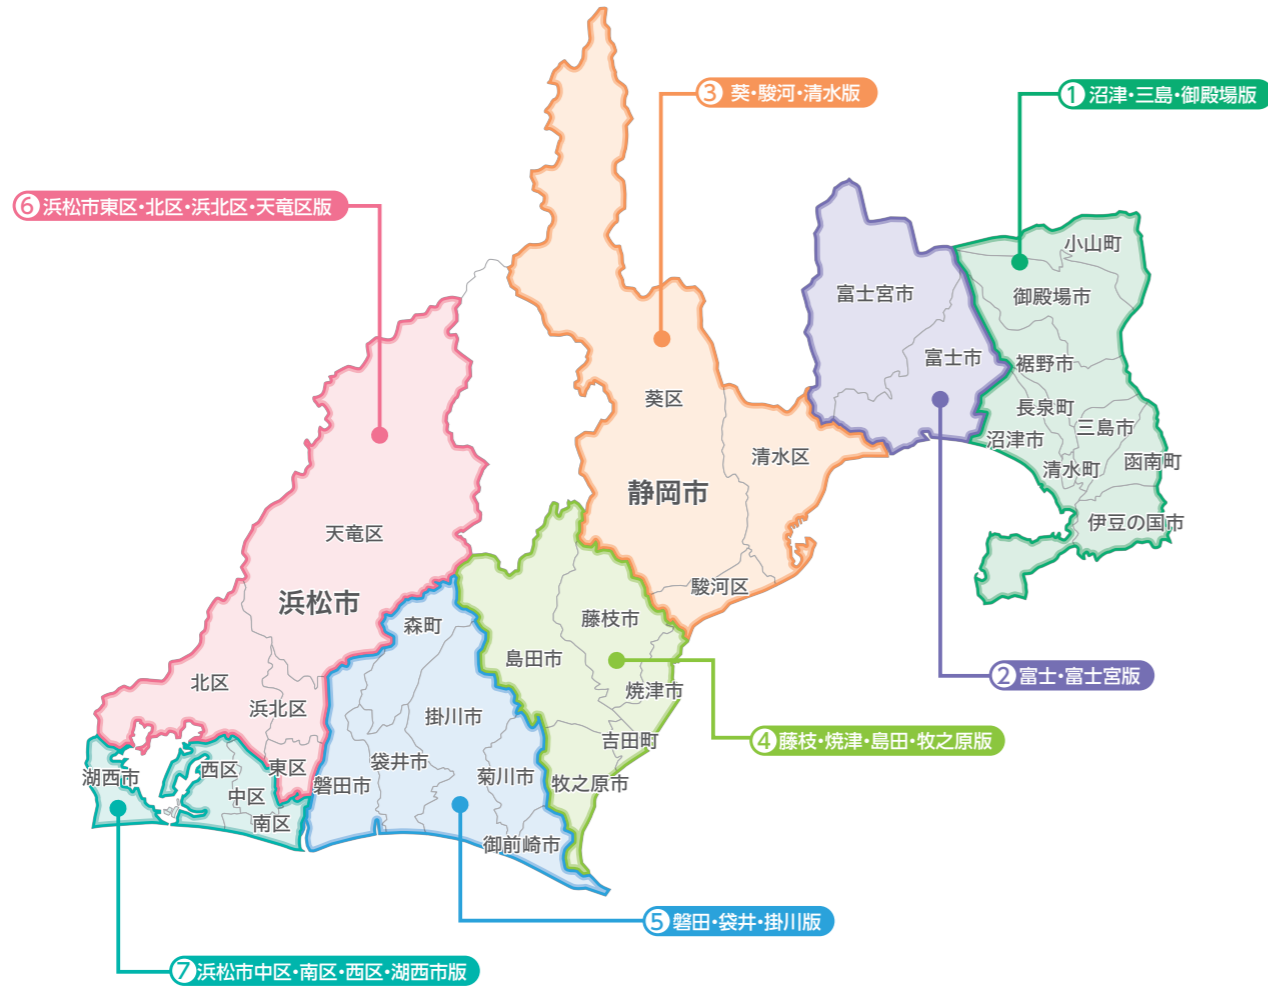 ③ 葵・駿河・清水版
① 沼津・三島・御殿場版
⑥ 浜松市東区・北区・浜北区・天竜区版
小山町
御殿場市
富士宮市
富士市
裾野市
葵区
長泉町
三島市
沼津市
清水区
函南町
清水町
静岡市
伊豆の国市
天竜区
駿河区
浜松市
藤枝市
森町
島田市
② 富士・富士宮版
北区
焼津市
浜北区
掛川市
吉田町
④ 藤枝・焼津・島田・牧之原版
袋井市
東区
西区
湖西市
菊川市
牧之原市
磐田市
中区
南区
御前崎市
⑤ 磐田・袋井・掛川版
⑦ 浜松市中区・南区・西区・湖西市版